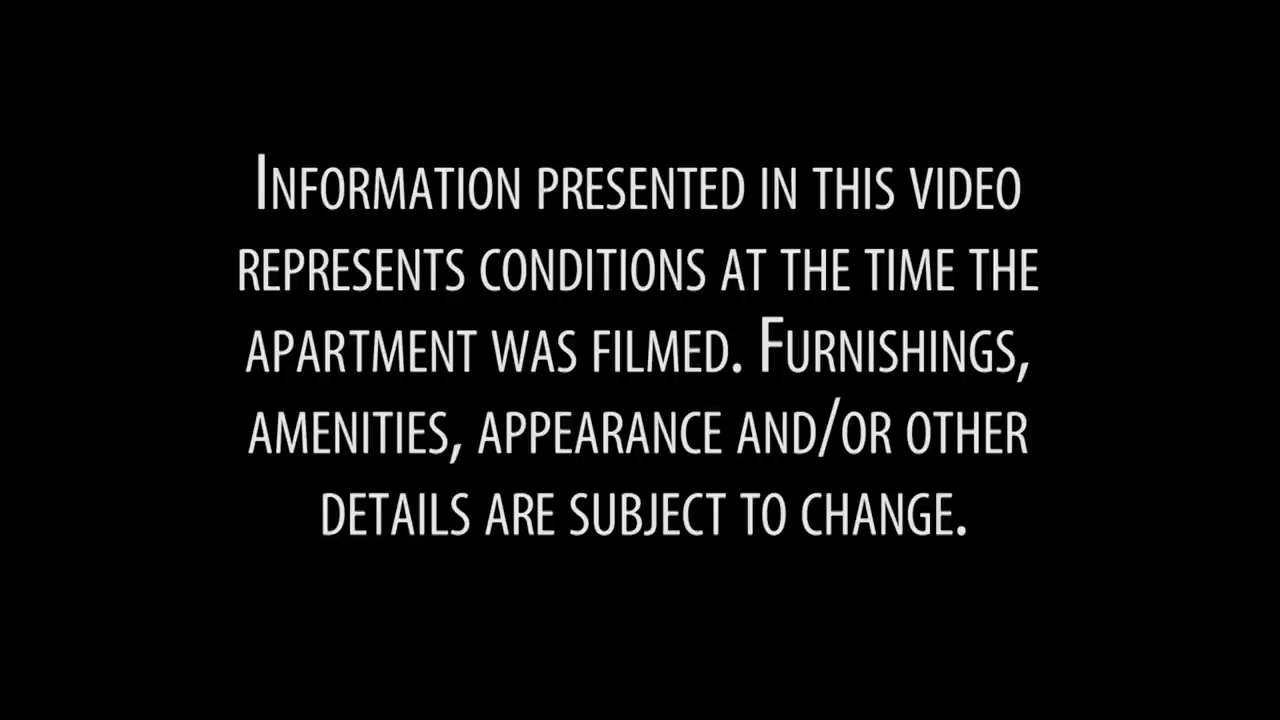 Information presented in this video
represents conditions at the time the
apartment was filmed. Furnishings,
amenities, appearance and/or other
details are subject to change.